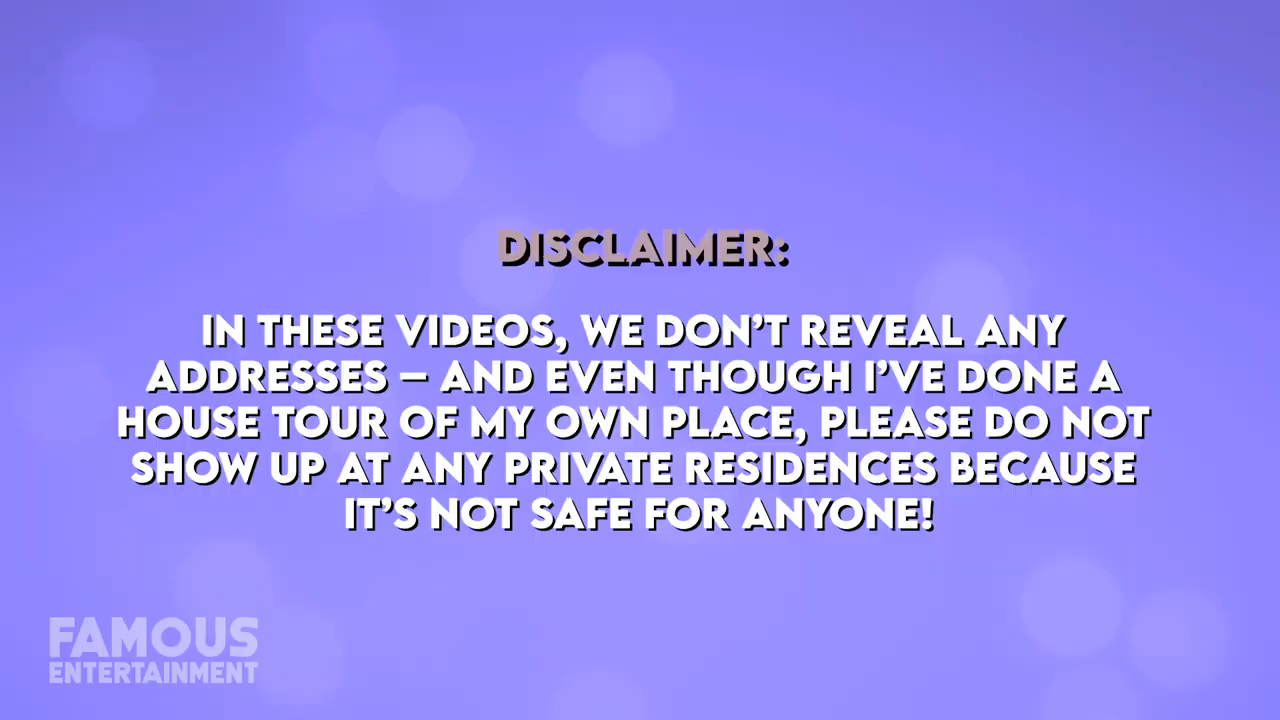 DISCLAIMER:
IN THESE VIDEOS, WE DON'T REVEAL ANY
ADDRESSES – AND EVEN THOUGH I'VE DONE A
HOUSE TOUR OF MY OWN PLACE, PLEASE DO NOT
SHOW UP AT ANY PRIVATE RESIDENCES BECAUSE
IT'S NOT SAFE FOR ANYONE!
FAMOUS
ENTERTAINMENT